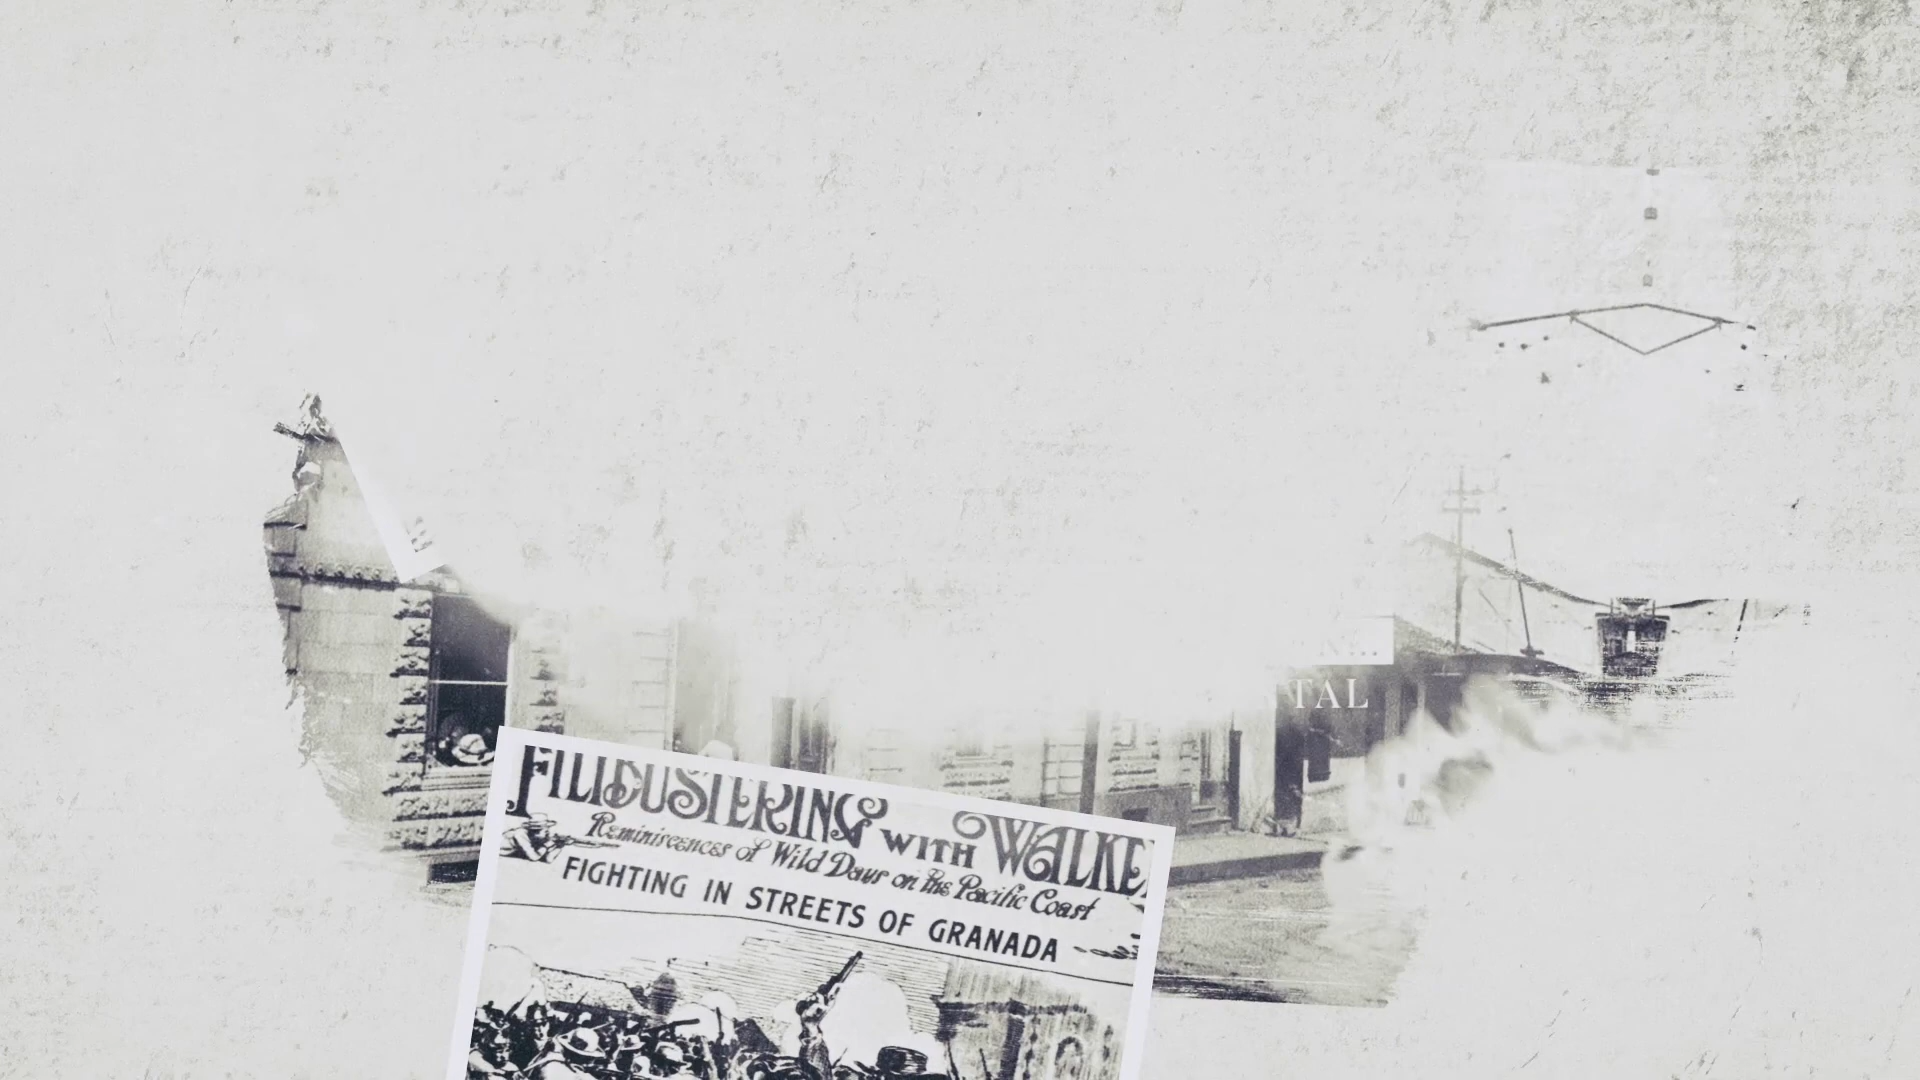 TAL
FILIBUSTERING WITH WALKE
Reminiscences of Wild Days on the Pacific Coast
FIGHTING IN STREETS OF GRANADA